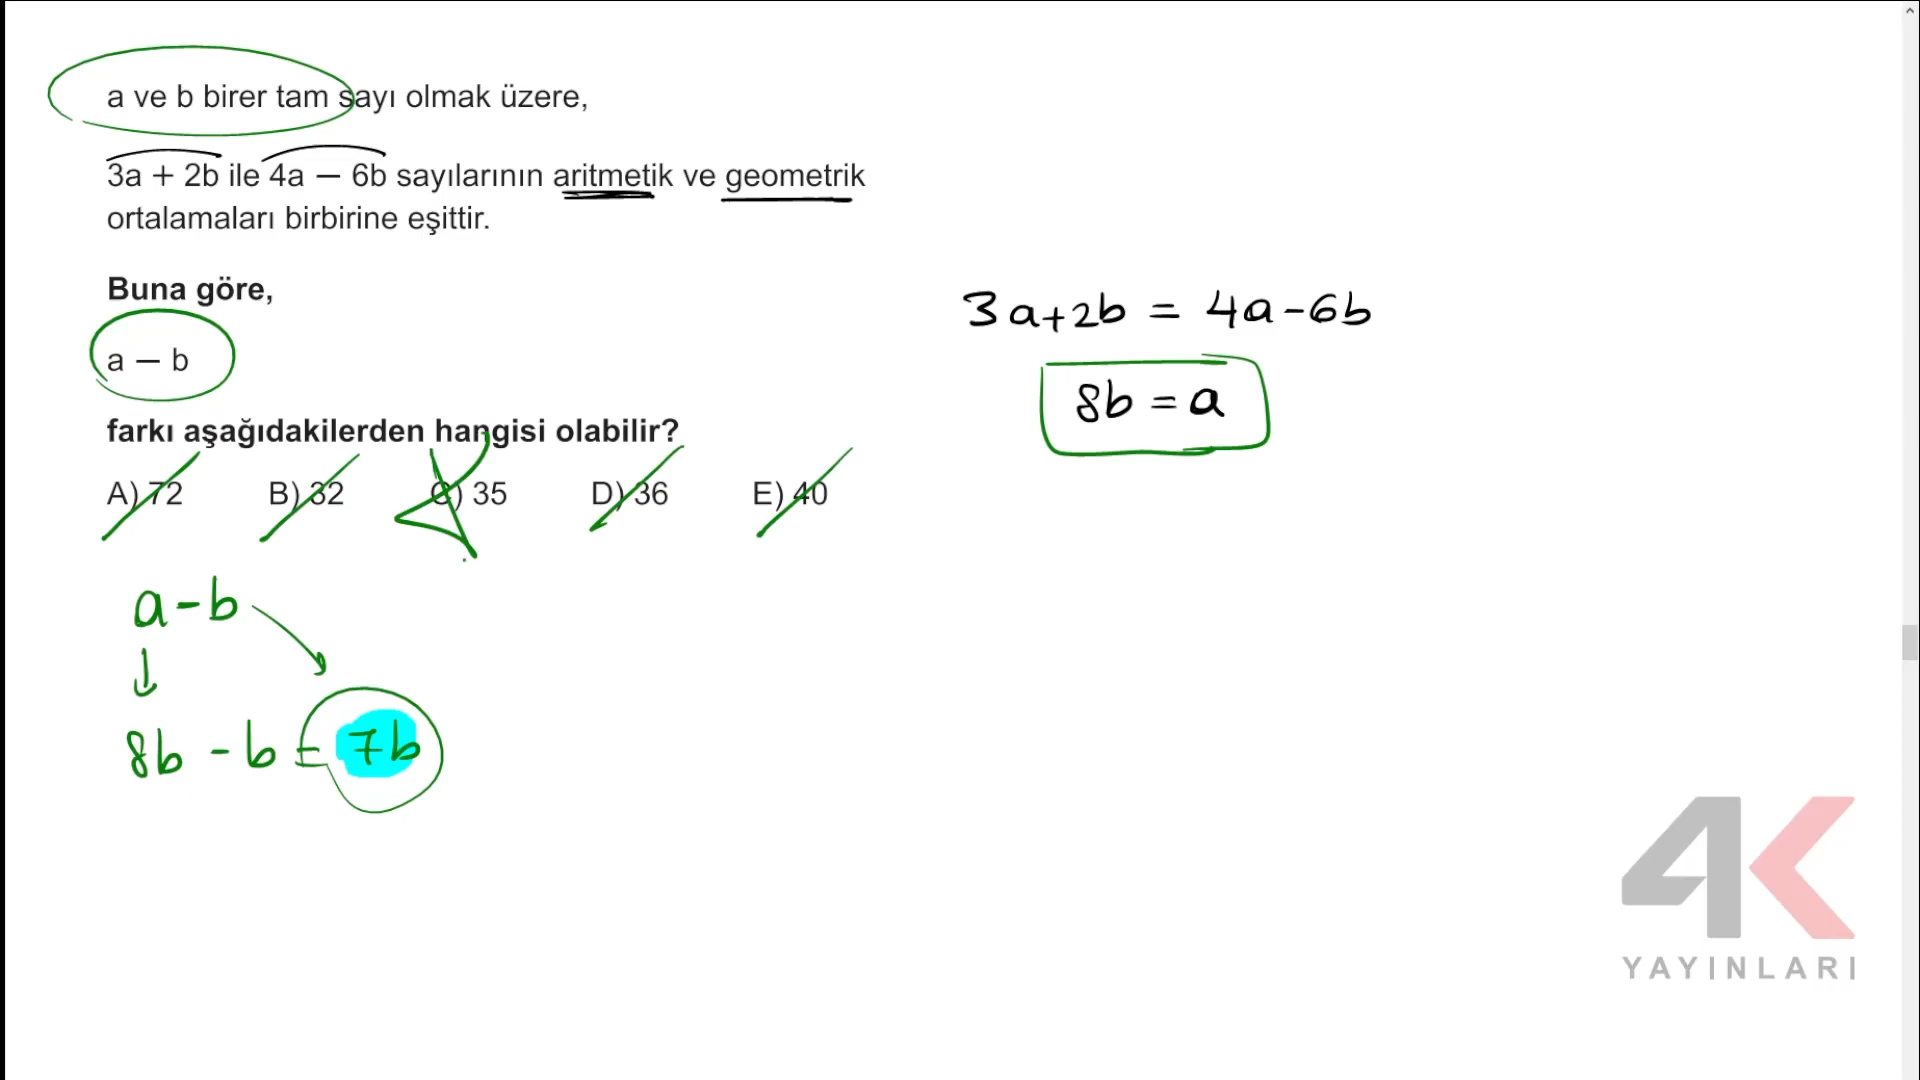 a ve b birer tam sayı olmak üzere,
3a + 2b ile 4a — 6b sayılarının aritmetik ve geometrik
ortalamaları birbirine eşittir.
Buna göre,
a — b
farkı aşağıdakilerden hangisi olabilir?
A) 72 B) 32 C) 35 D) 36 E) 40
a - b
8b - b = 7b
3a+2b = 4a-6b
8b = a
4K
YAYINLARI